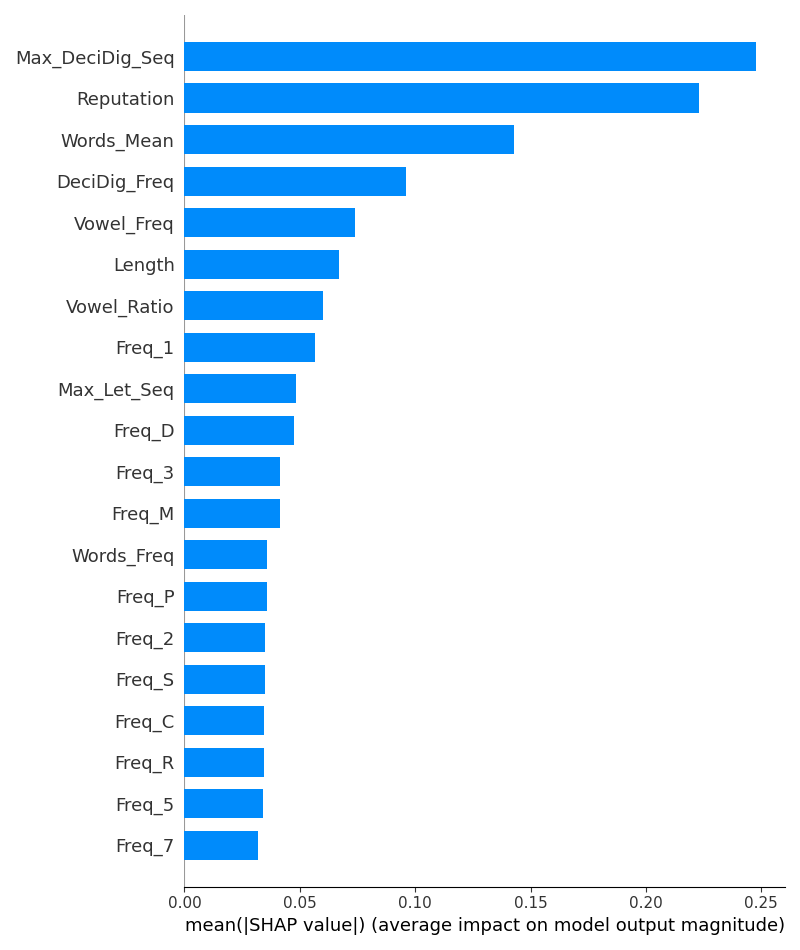 Max_DeciDig_Seq
Reputation
Words_Mean
DeciDig_Freq
Vowel_Freq
Length
Vowel_Ratio
Freq_1
Max_Let_Seq
Freq_D
Freq_3
Freq_M
Words_Freq
Freq_P
Freq_2
Freq_S
Freq_C
Freq_R
Freq_5
Freq_7
0.00 0.05 0.10 0.15 0.20 0.25
mean(|SHAP value|) (average impact on model output magnitude)